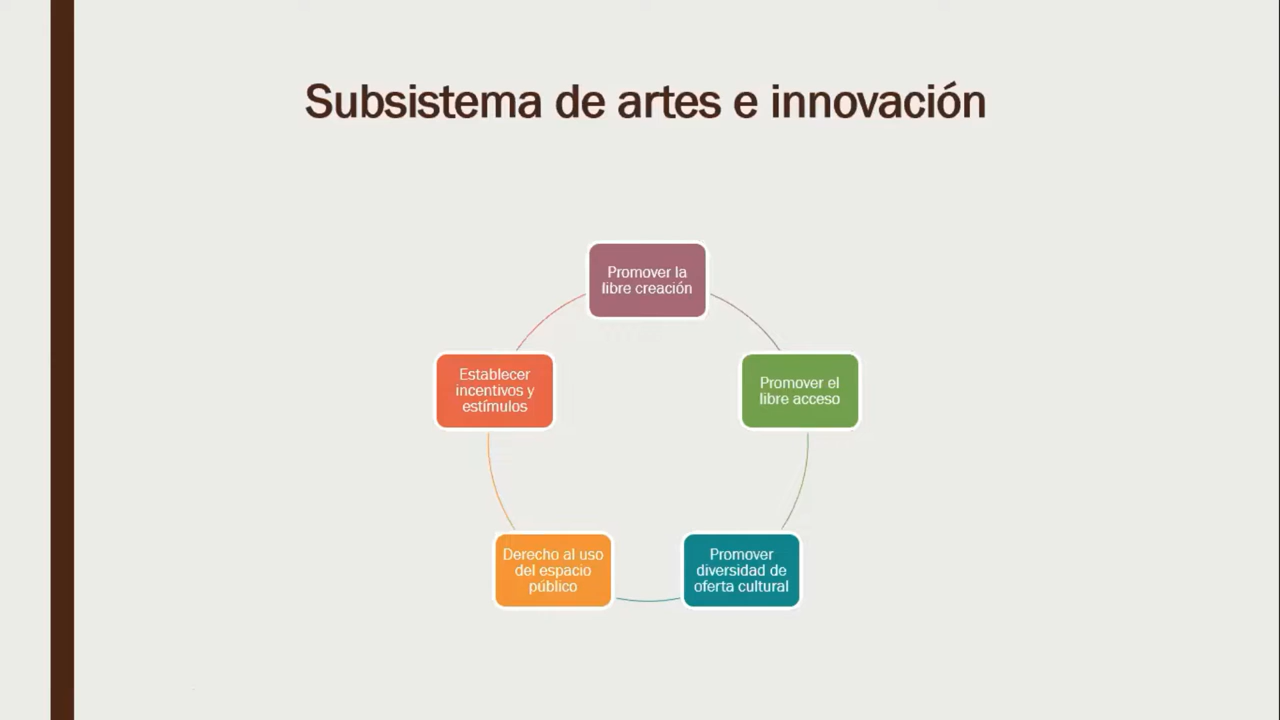 Subsistema de artes e innovación
Promover la
libre creación
Promover el
libre acceso
Promover
diversidad de
oferta cultural
Derecho al uso
del espacio
público
Establecer
incentivos y
estímulos